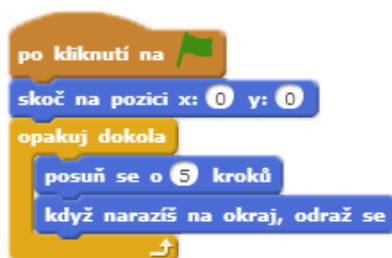 po kliknutí na
skoč na pozici x: 0 y: 0
opakuj dokola
posuň se o 5 kroků
když narazíš na okraj, odraž se